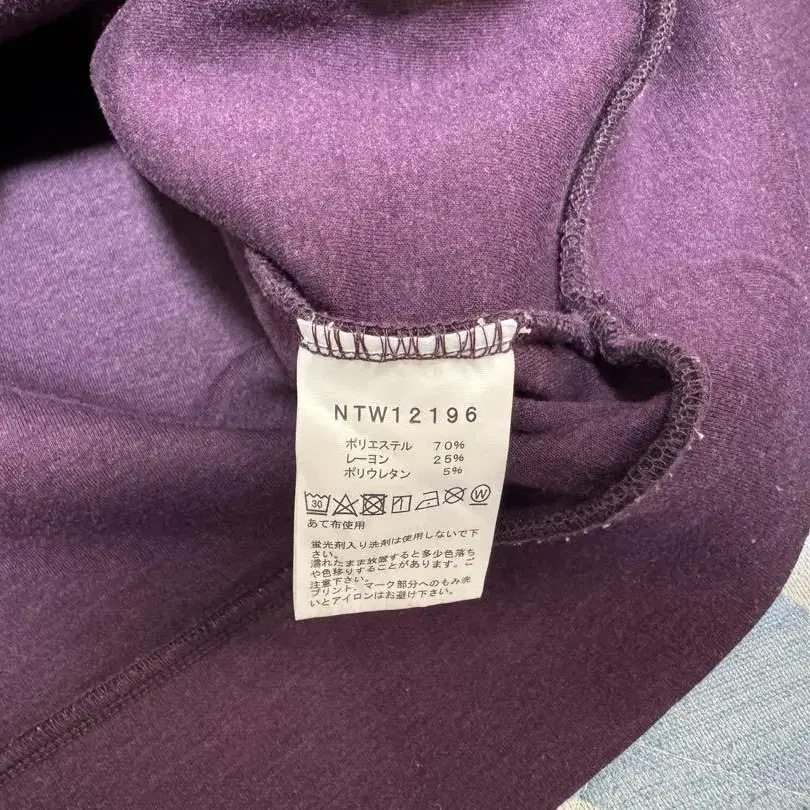 NTW12196
ポリエステル 70%
レーヨン 25%
ポリウレタン 5%
30 W
あて布使用
蛍光剤入り洗剤は使用しないで下
さい。
濡れたまま放置すると多少色落ち
や色移りすることがあります。ご
注意下さい。
プリント、マーク部分へのもみ洗
いとアイロンはお避け下さい。